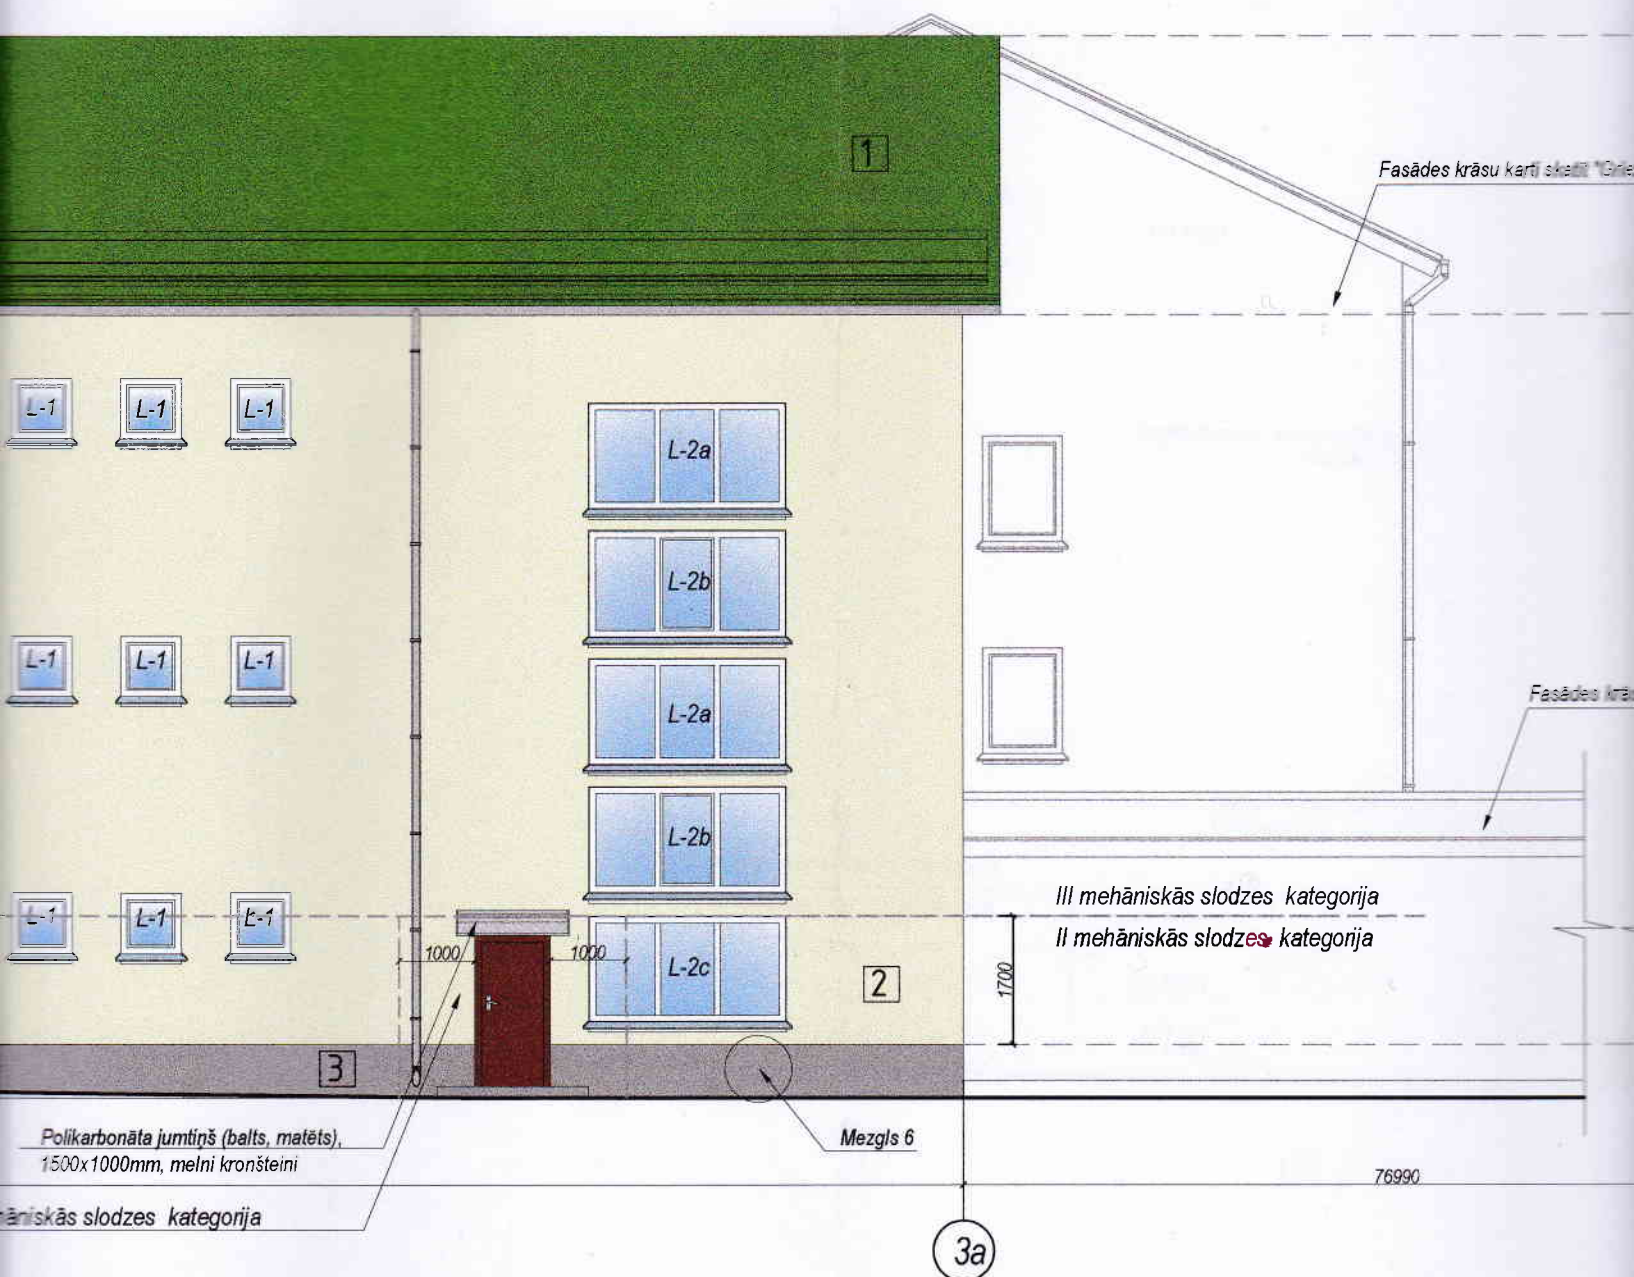 1
Fasādes krāsu karti skatīt
L-1 L-1 L-1
L-2a
L-2b
L-1 L-1 L-1
L-2a
Fasādes
L-2b
III mehāniskās slodzes kategorija
L-1 L-1 L-1
II mehāniskās slodzes kategorija
1000 1000
L-2c
2
1700
3
Polikarbonāta jumtiņš (balts, matēts),
1500x1000mm, melni kronšteini
Mezgls 6
76990
slodzes kategorija
3a